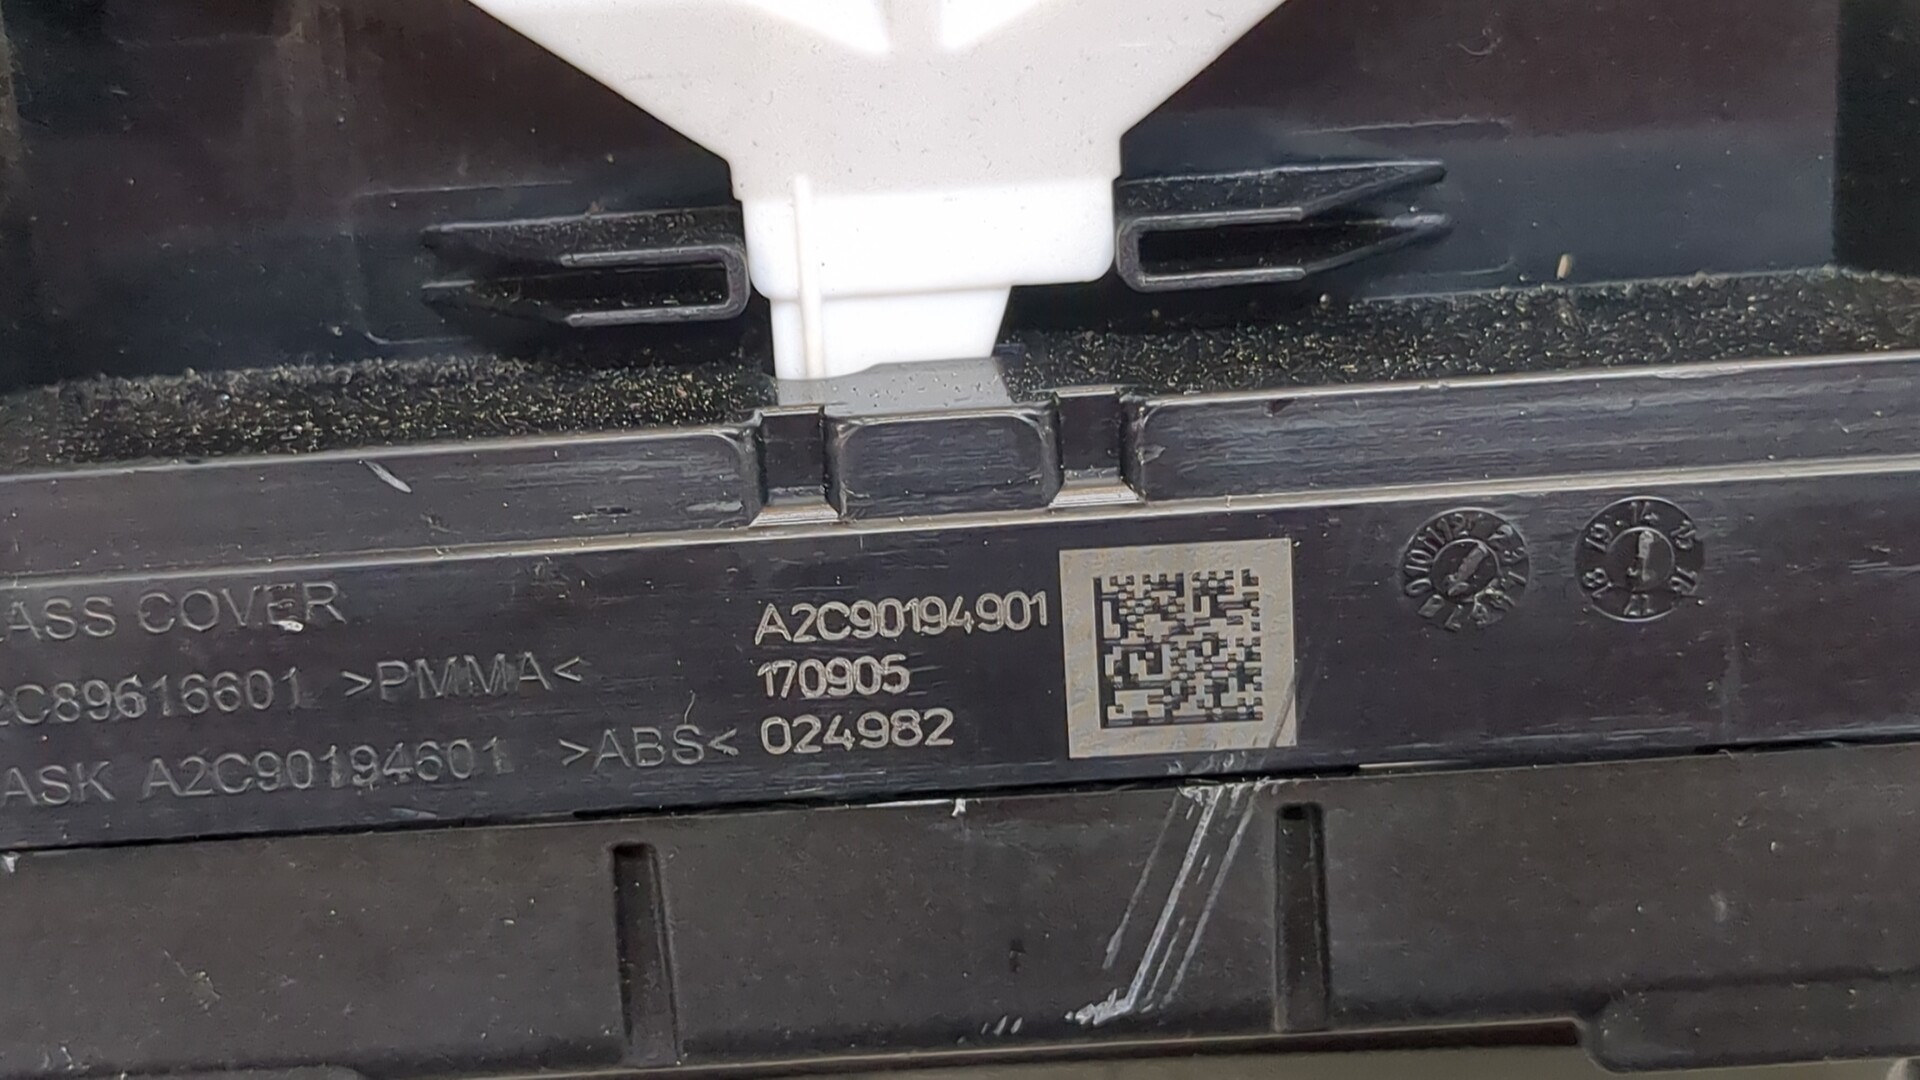 ASS COVER
2C89616601 >PMMA<
ASK A2C90194601 >ABS<
A2C90194901
170905
024982